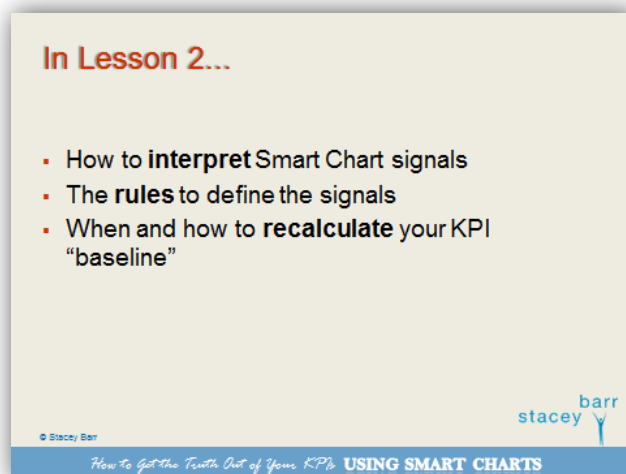 In Lesson 2...
▪ How to interpret Smart Chart signals
▪ The rules to define the signals
▪ When and how to recalculate your KPI
"baseline"
barr
stacey
© Stacey Barr
How to Get the Truth Out of Your KPIs USING SMART CHARTS